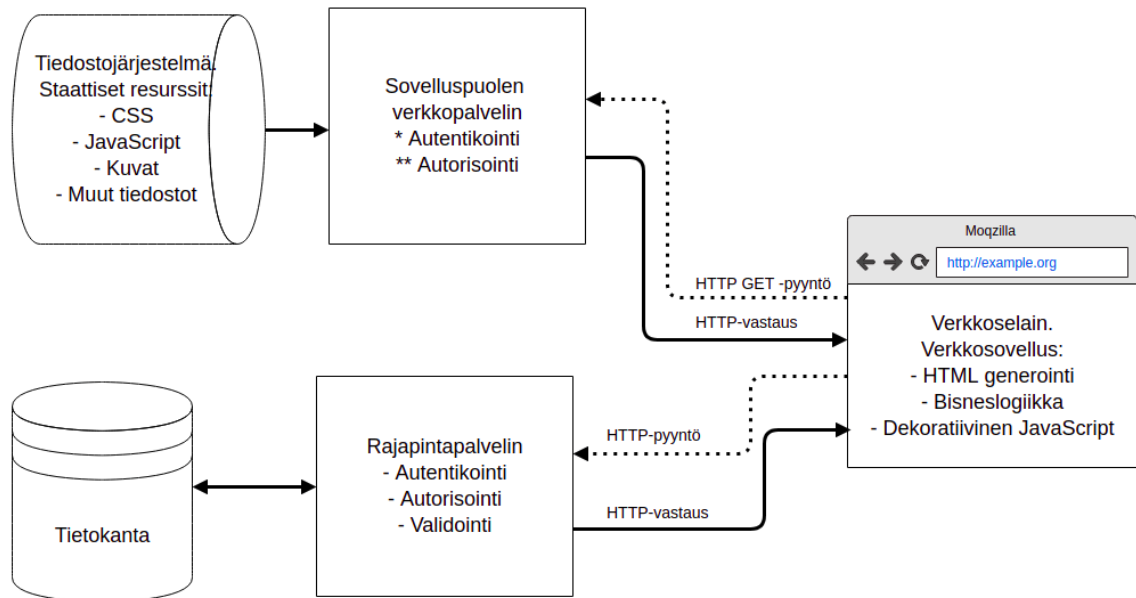 Tiedostojärjestelmä.
Staattiset resurssit:
- CSS
- JavaScript
- Kuvat
- Muut tiedostot
Sovelluspuolen
verkkopalvelin
* Autentikointi
** Autorisointi
HTTP GET -pyyntö
HTTP-vastaus
Moqzilla
http://example.org
Verkkoselain.
Verkkosovellus:
- HTML generointi
- Bisneslogiikka
- Dekoratiivinen JavaScript
Tietokanta
Rajapintapalvelin
- Autentikointi
- Autorisointi
- Validointi
HTTP-pyyntö
HTTP-vastaus